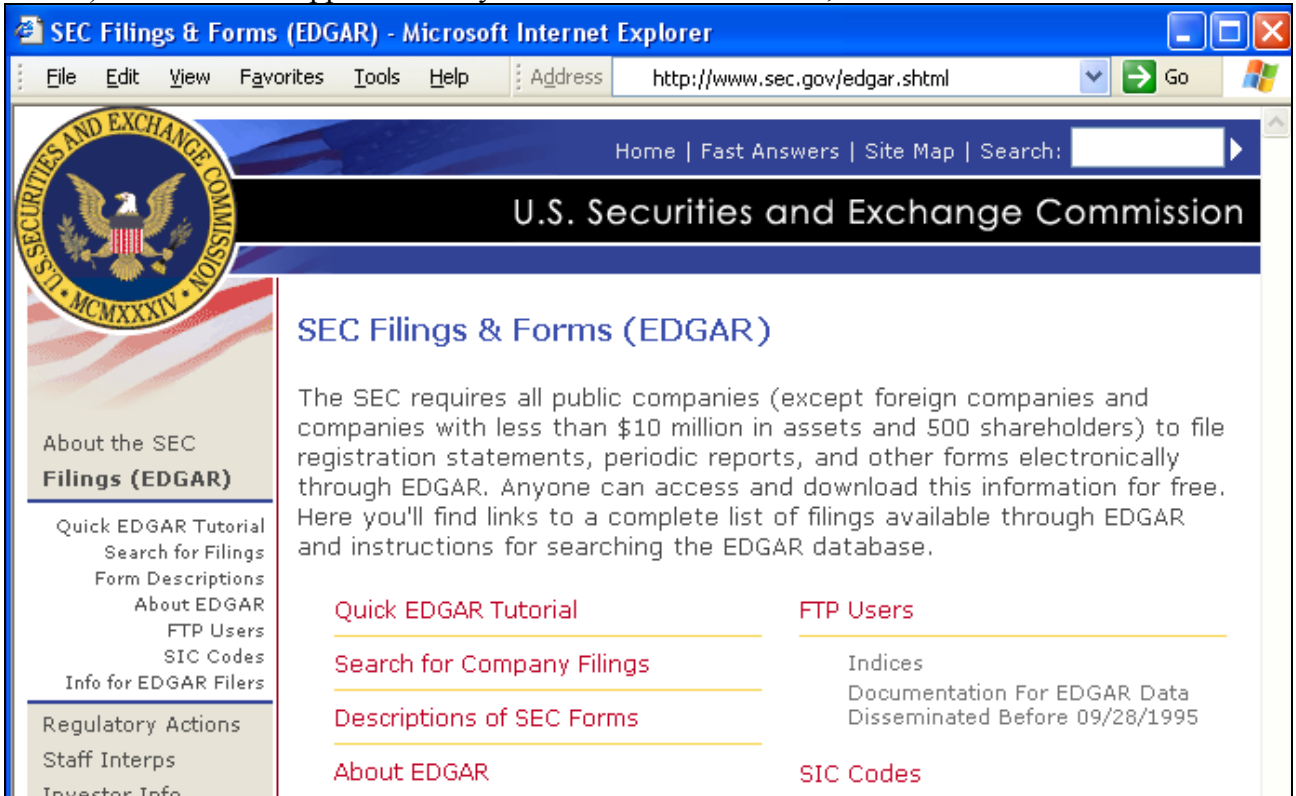 SEC Filings & Forms (EDGAR) - Microsoft Internet Explorer
File Edit View Favorites Tools Help Address http://www.sec.gov/edgar.shtml Go
Home | Fast Answers | Site Map | Search:
U.S. Securities and Exchange Commission
U.S. SECURITIES AND EXCHANGE COMMISSION
MCMXXXIV
SEC Filings & Forms (EDGAR)
The SEC requires all public companies (except foreign companies and
companies with less than $10 million in assets and 500 shareholders) to file
registration statements, periodic reports, and other forms electronically
through EDGAR. Anyone can access and download this information for free.
Here you'll find links to a complete list of filings available through EDGAR
and instructions for searching the EDGAR database.
About the SEC
Filings (EDGAR)
Quick EDGAR Tutorial
Search for Filings
Form Descriptions
About EDGAR
FTP Users
SIC Codes
Info for EDGAR Filers
Regulatory Actions
Staff Interps
Investor Info
Quick EDGAR Tutorial
Search for Company Filings
Descriptions of SEC Forms
About EDGAR
FTP Users
Indices
Documentation For EDGAR Data
Disseminated Before 09/28/1995
SIC Codes